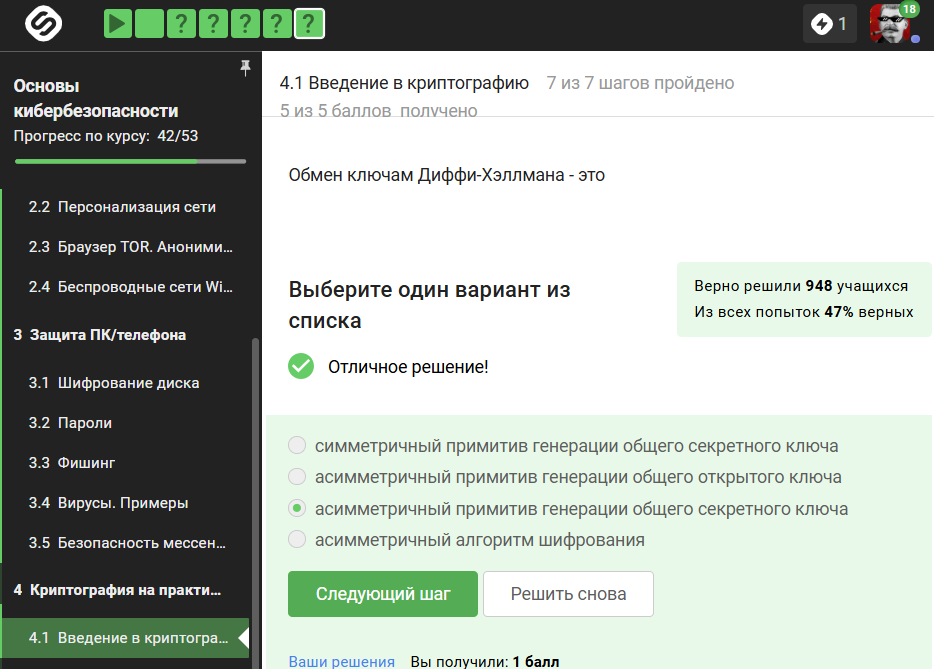 ?
?
?
?
?
1
18
Основы
кибербезопасности
Прогресс по курсу: 42/53
2.2 Персонализация сети
2.3 Браузер TOR. Аноними...
2.4 Беспроводные сети Wi...
3 Защита ПК/телефона
3.1 Шифрование диска
3.2 Пароли
3.3 Фишинг
3.4 Вирусы. Примеры
3.5 Безопасность мессен...
4 Криптография на практи...
4.1 Введение в криптогра...
4.1 Введение в криптографию 7 из 7 шагов пройдено
5 из 5 баллов получено
Обмен ключам Диффи-Хэллмана - это
Выберите один вариант из
списка
Верно решили 948 учащихся
Из всех попыток 47% верных
Отличное решение!
симметричный примитив генерации общего секретного ключа
асимметричный примитив генерации общего открытого ключа
асимметричный примитив генерации общего секретного ключа
асимметричный алгоритм шифрования
Следующий шаг
Решить снова
Ваши решения Вы получили: 1 балл